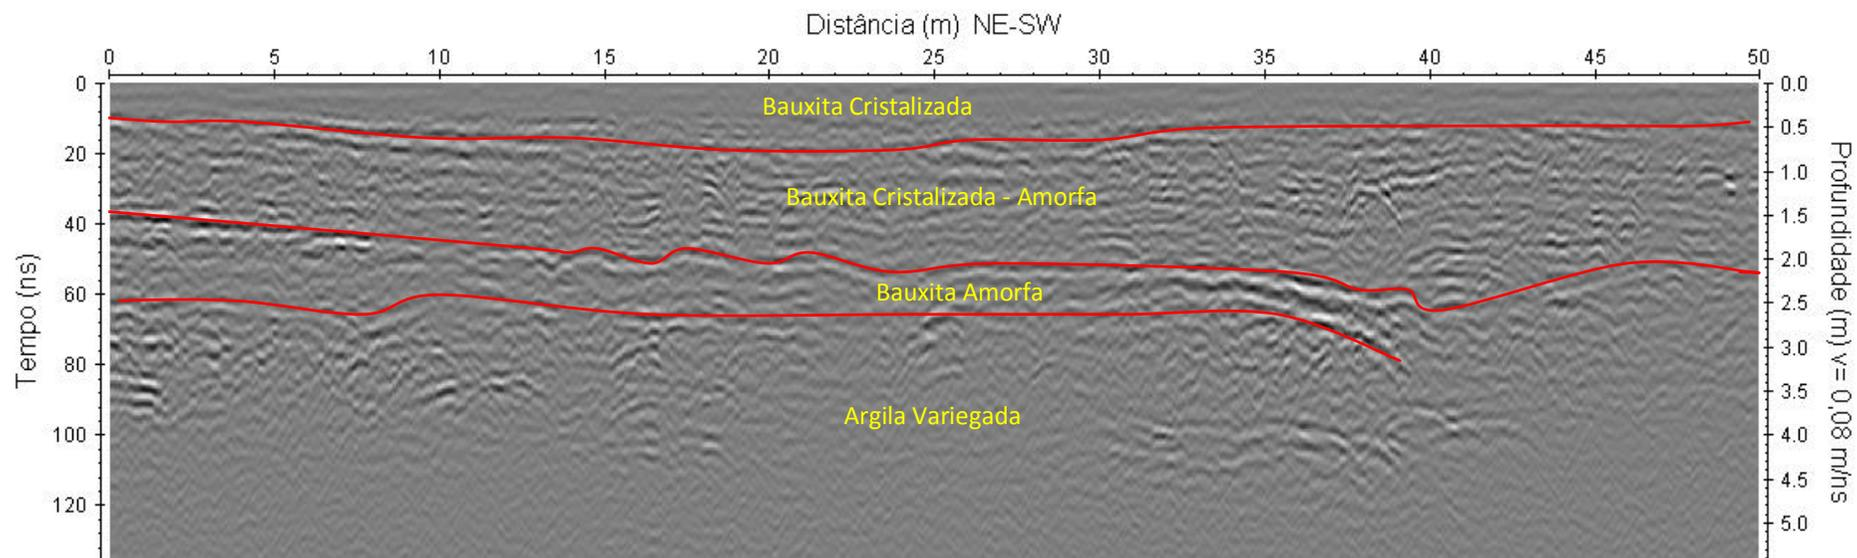 Distância (m)  NE-SW
0 5 10 15 20 25 30 35 40 45 50
Tempo (ns)
0
20
40
60
80
100
120
Bauxita Cristalizada
Bauxita Cristalizada - Amorfa
Bauxita Amorfa
Argila Variegada
0.0
0.5
1.0
1.5
2.0
2.5
3.0
3.5
4.0
4.5
5.0
Profundidade (m) v= 0,08 m/ns